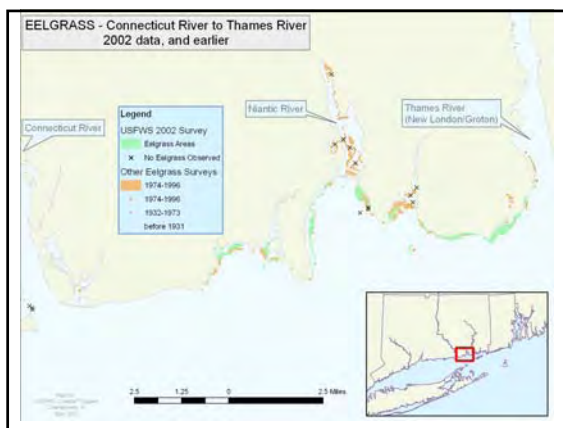 EELGRASS - Connecticut River to Thames River
2002 data, and earlier
Connecticut River
Niantic River
Thames River
(New London/Groton)
Legend
USFWS 2002 Survey
Eelgrass Areas
No Eelgrass Observed
Other Eelgrass Surveys
1974-1996
1974-1996
1932-1973
before 1931
2.5 1.25 0 2.5 Miles